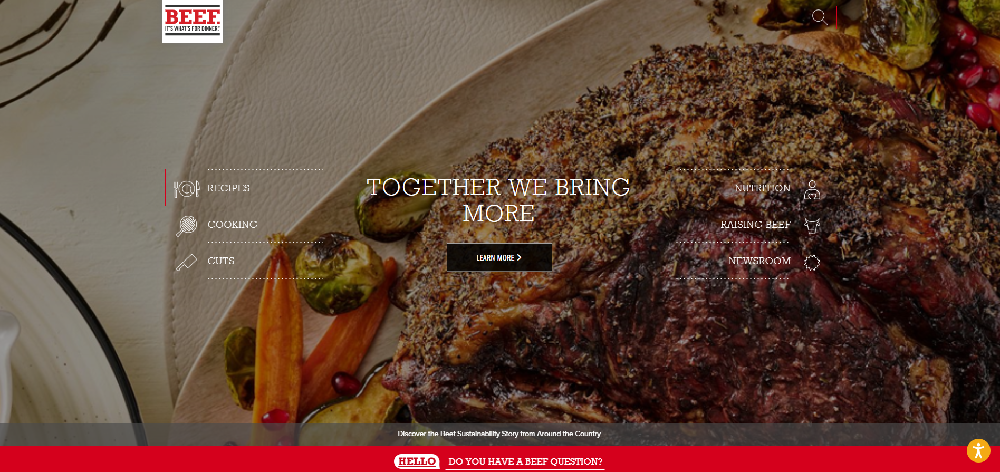 BEEF.
IT'S WHAT'S FOR DINNER.®
RECIPES
COOKING
CUTS
TOGETHER WE BRING
MORE
LEARN MORE
NUTRITION
RAISING BEEF
NEWSROOM
Discover the Beef Sustainability Story from Around the Country
HELLO DO YOU HAVE A BEEF QUESTION?